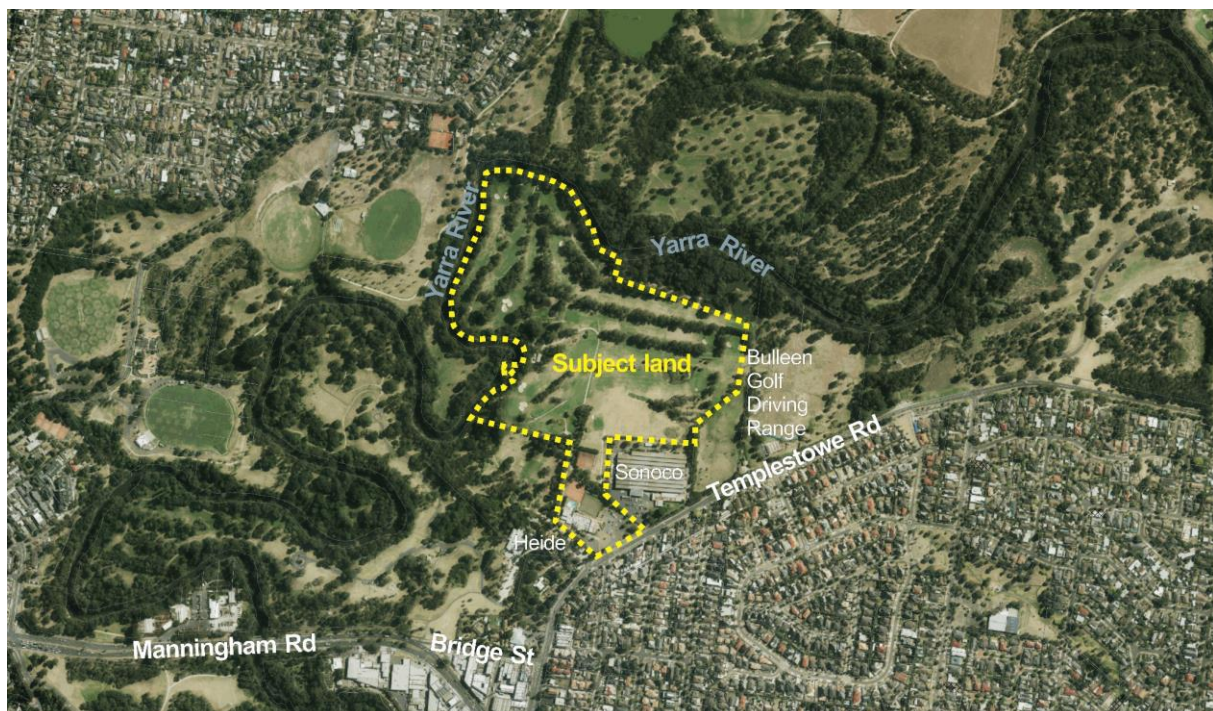 Yarra River
Yarra River
Subject land
Bulleen
Golf
Driving
Range
Sonoco
Templestowe Rd
Heide
Manningham Rd
Bridge St